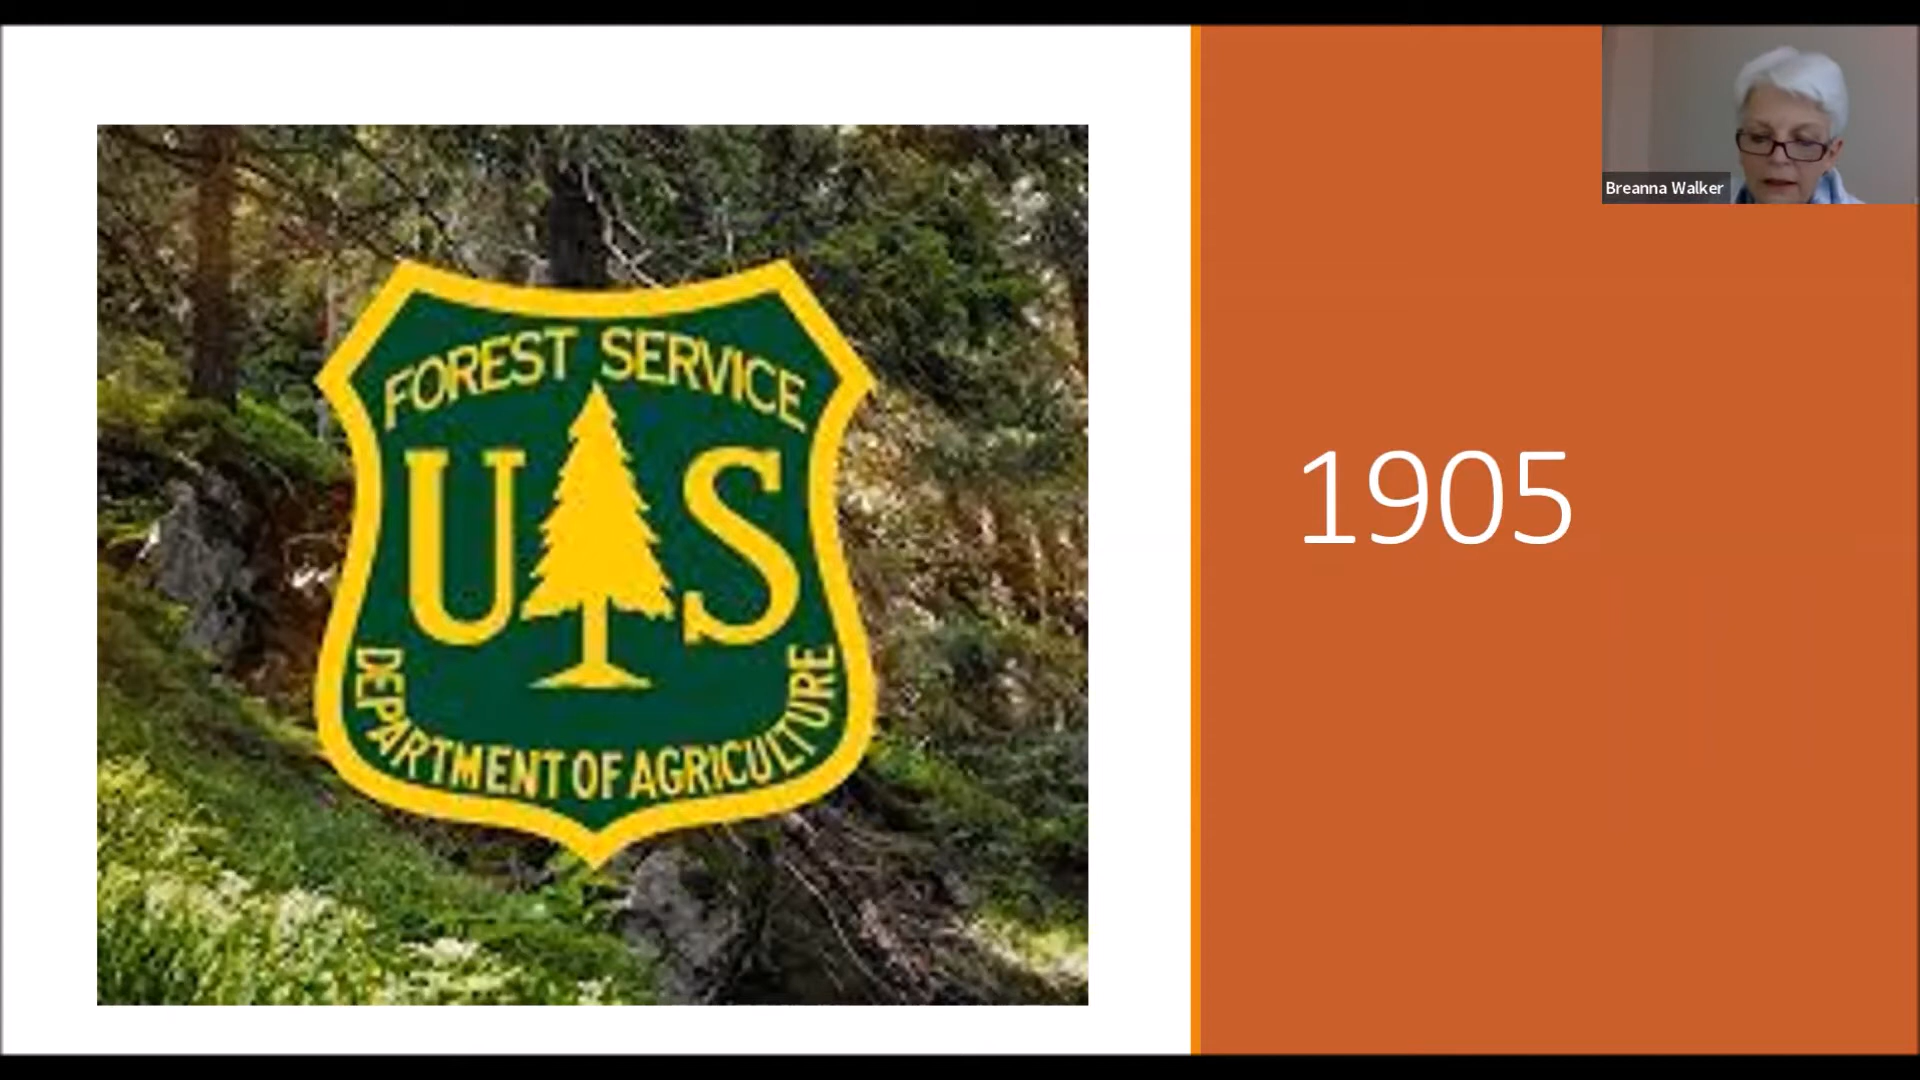 FOREST SERVICE
U S
DEPARTMENT OF AGRICULTURE
1905
Breanna Walker